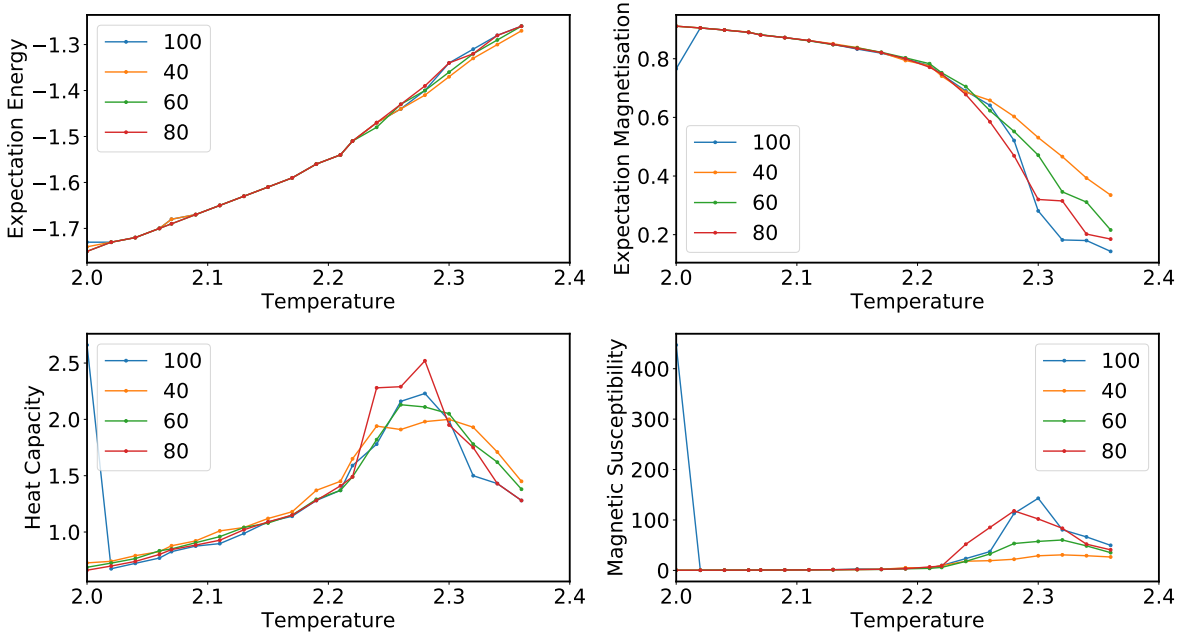 Expectation Energy
−1.3
−1.4
−1.5
−1.6
−1.7
100
40
60
80
2.0 2.1 2.2 2.3 2.4
Temperature
Expectation Magnetisation
0.8
0.6
0.4
0.2
100
40
60
80
2.0 2.1 2.2 2.3 2.4
Temperature
Heat Capacity
2.5
2.0
1.5
1.0
100
40
60
80
2.0 2.1 2.2 2.3 2.4
Temperature
Magnetic Susceptibility
400
300
200
100
0
100
40
60
80
2.0 2.1 2.2 2.3 2.4
Temperature